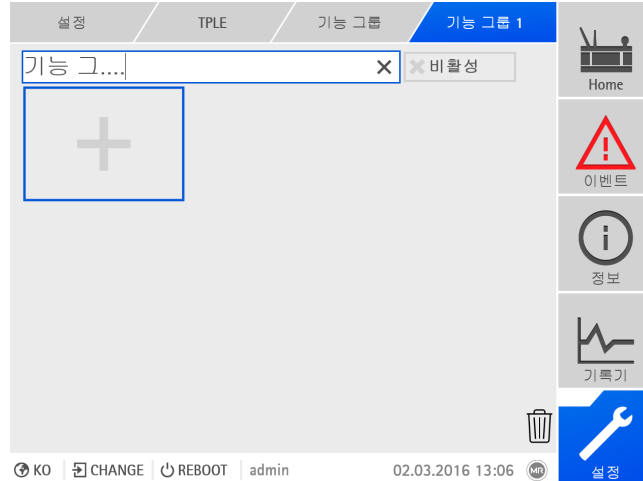 설정 TPLE 기능 그룹 기능 그룹 1
기능 그.... 비활성
Home
이벤트
정보
기록기
설정
KO CHANGE REBOOT admin 02.03.2016 13:06 MR